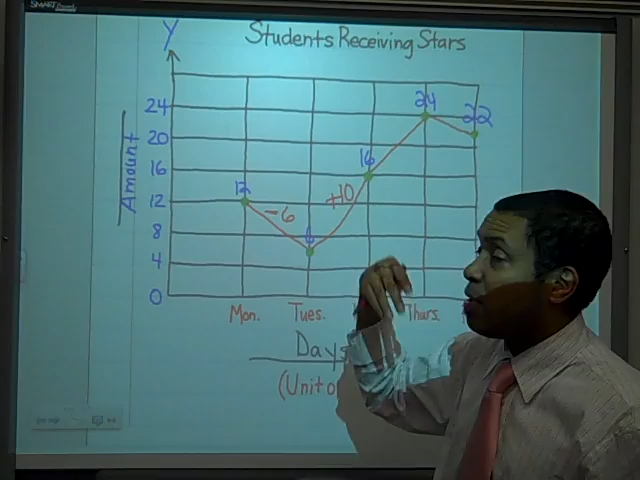 SMART
Y
Students Receiving Stars
24
22
24
20
16
16
Amount
12
12
-6
+10
8
6
4
0
Mon.
Tues.
Thurs.
Days
(Unit o